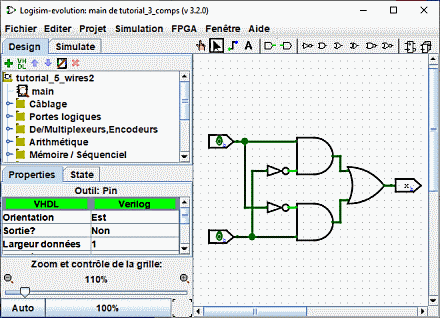 Logisim-evolution: main de tutorial_3_comps (v 3.2.0)
Fichier Editer Projet Simulation FPGA Fenêtre Aide
Design Simulate
VHDL
A
tutorial_5_wires2
main
Câblage
Portes logiques
De/Multiplexeurs,Encodeurs
Arithmétique
Mémoire / Séquenciel
Properties State
Outil: Pin
VHDL Verilog
Orientation Est
Sortie? Non
Largeur données 1
Zoom et contrôle de la grille:
110%
Auto 100%
0
x
0